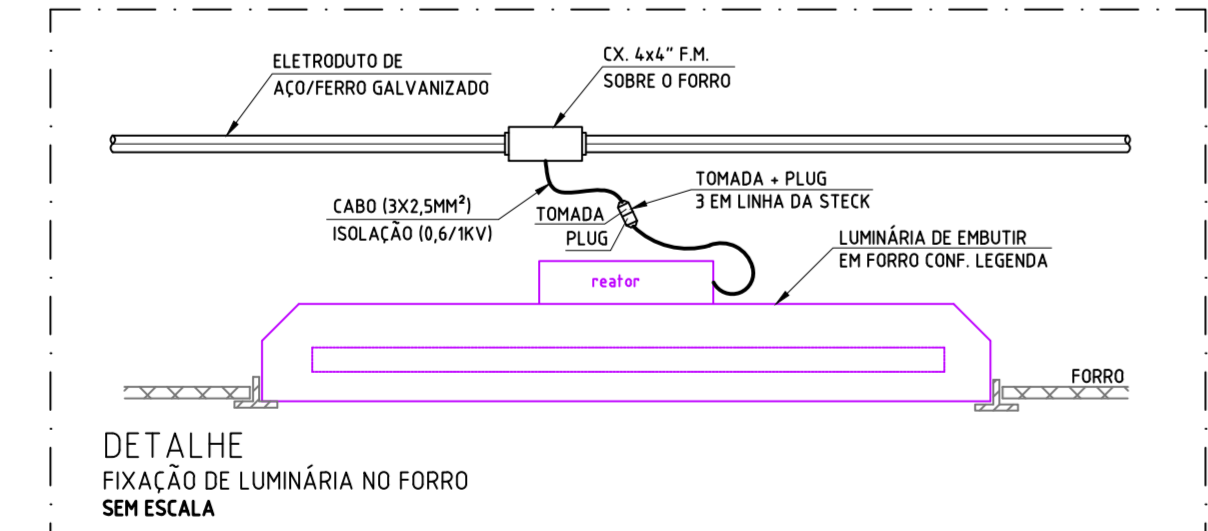 ELETRODUTO DE
AÇO/FERRO GALVANIZADO
CX. 4x4" F.M.
SOBRE O FORRO
CABO (3X2,5MM²)
ISOLAÇÃO (0,6/1KV)
TOMADA
PLUG
TOMADA + PLUG
3 EM LINHA DA STECK
LUMINÁRIA DE EMBUTIR
EM FORRO CONF. LEGENDA
reator
FORRO
DETALHE
FIXAÇÃO DE LUMINÁRIA NO FORRO
SEM ESCALA